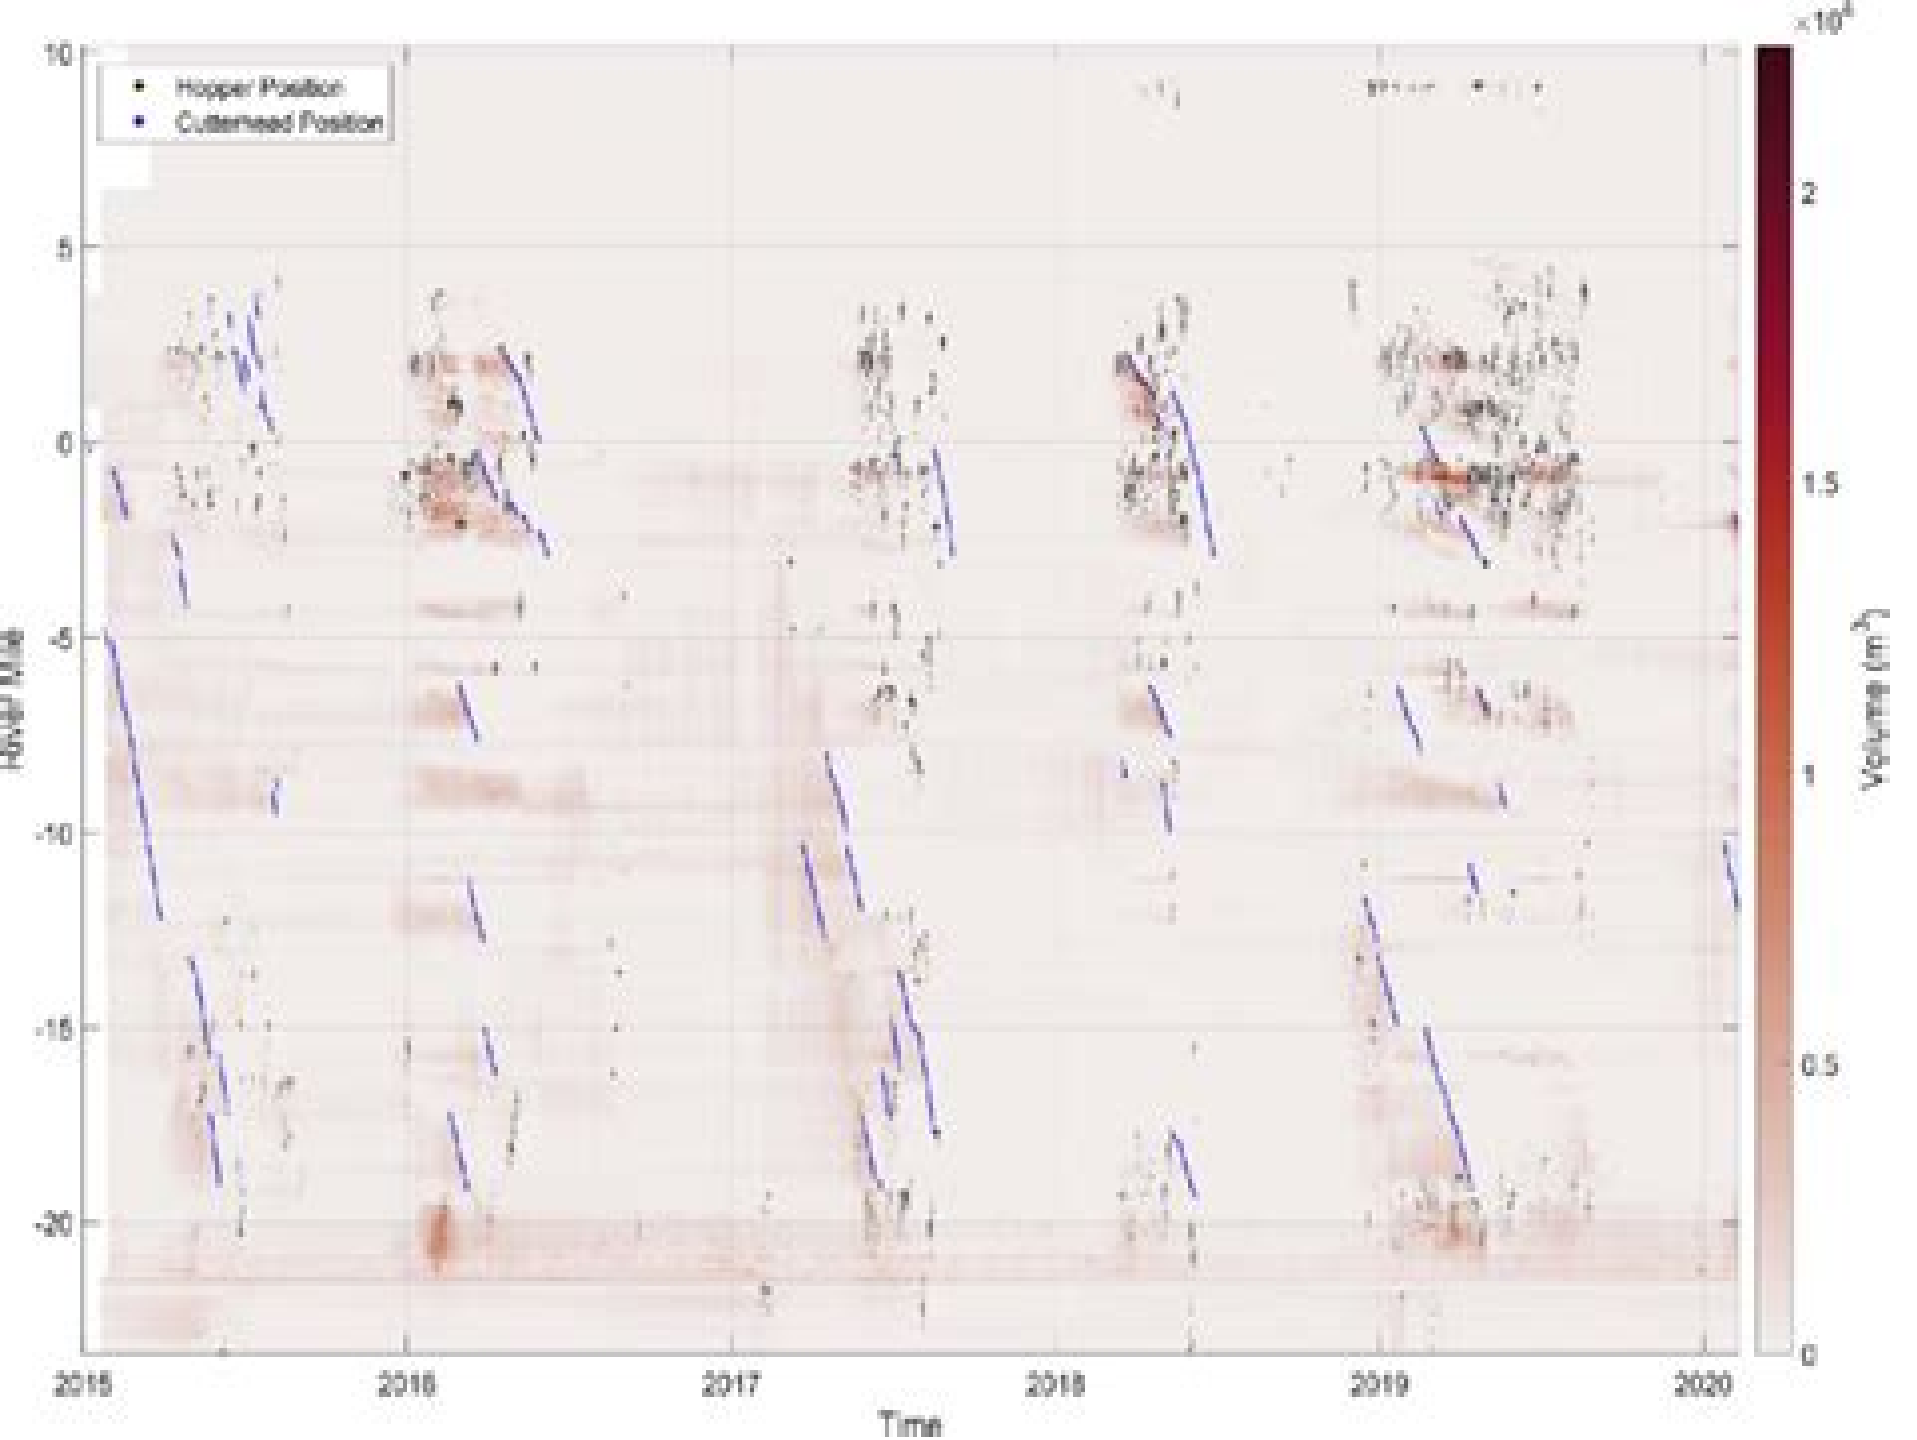 ×10⁴
10
Hopper Position
Cutterhead Position
5
0
-5
-10
-15
-20
River Mile
2
1.5
1
0.5
0
Volume (m³)
2015 2016 2017 2018 2019 2020
Time